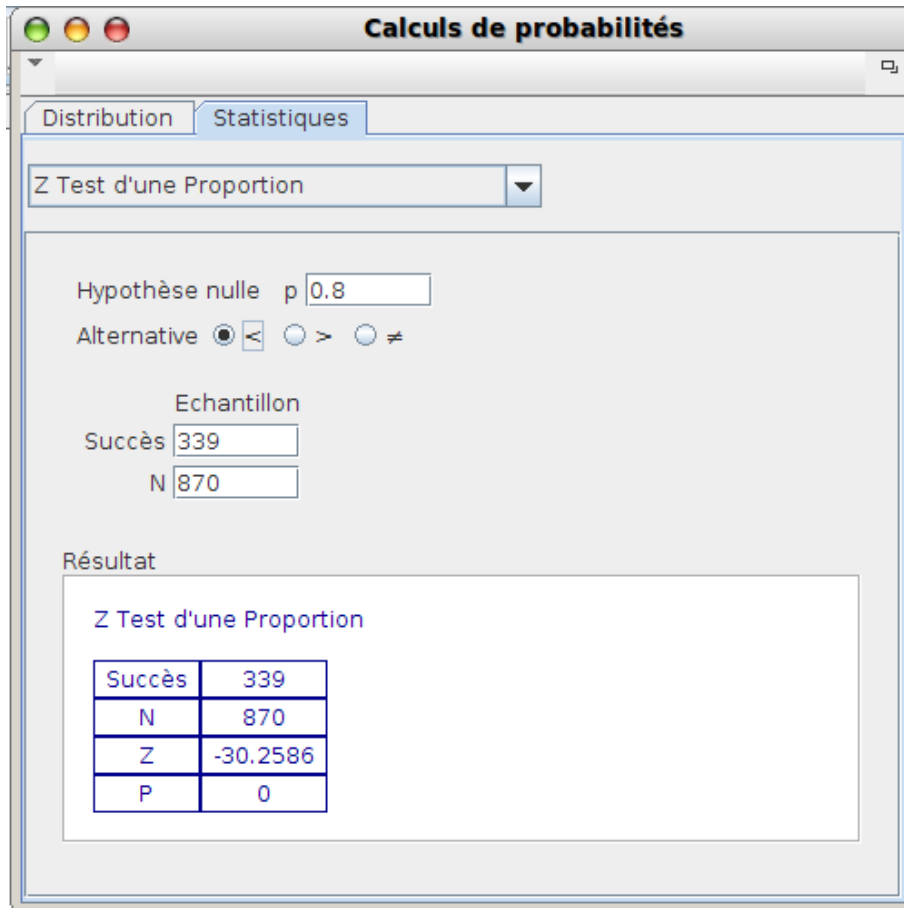 Calculs de probabilités
Distribution Statistiques
Z Test d'une Proportion
Hypothèse nulle p 0.8
Alternative < > ≠
Echantillon
Succès 339
N 870
Résultat
Z Test d'une Proportion
Succès 339
N 870
Z -30.2586
P 0